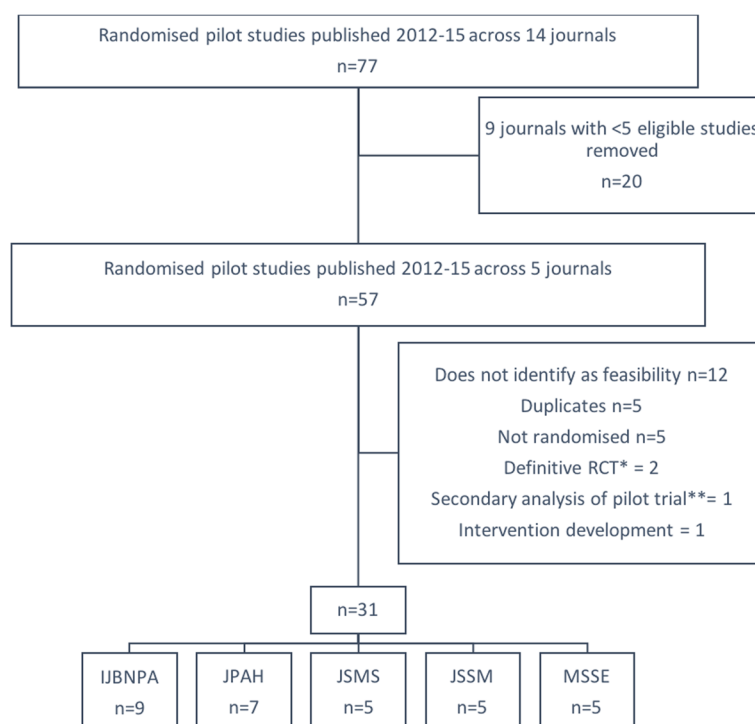 Randomised pilot studies published 2012-15 across 14 journals
n=77
9 journals with <5 eligible studies
removed
n=20
Randomised pilot studies published 2012-15 across 5 journals
n=57
Does not identify as feasibility n=12
Duplicates n=5
Not randomised n=5
Definitive RCT* = 2
Secondary analysis of pilot trial**= 1
Intervention development = 1
n=31
IJBNPA
n=9
JPAH
n=7
JSMS
n=5
JSSM
n=5
MSSE
n=5